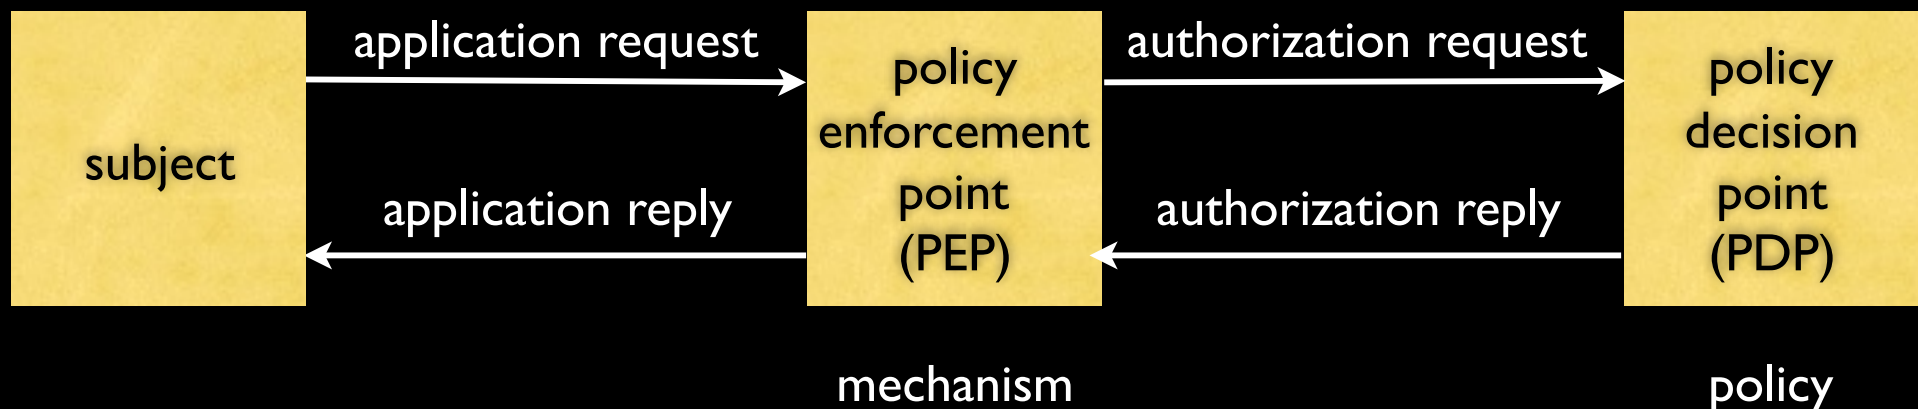 subject
application request
application reply
policy
enforcement
point
(PEP)
authorization request
authorization reply
policy
decision
point
(PDP)
mechanism
policy